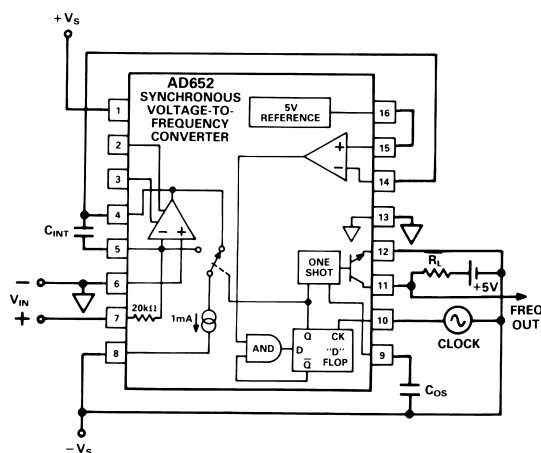 +VS
AD652
SYNCHRONOUS
VOLTAGE-TO-
FREQUENCY
CONVERTER
5V
REFERENCE
1
2
3
4
5
6
7
8
16
15
14
13
12
11
10
9
+
−
−
+
CINT
−
VIN
+
20kΩ
1mA
ONE
SHOT
AND
Q
CK
D
"D"
FLOP
Q̅
RL
+5V
FREQ
OUT
CLOCK
COS
−VS